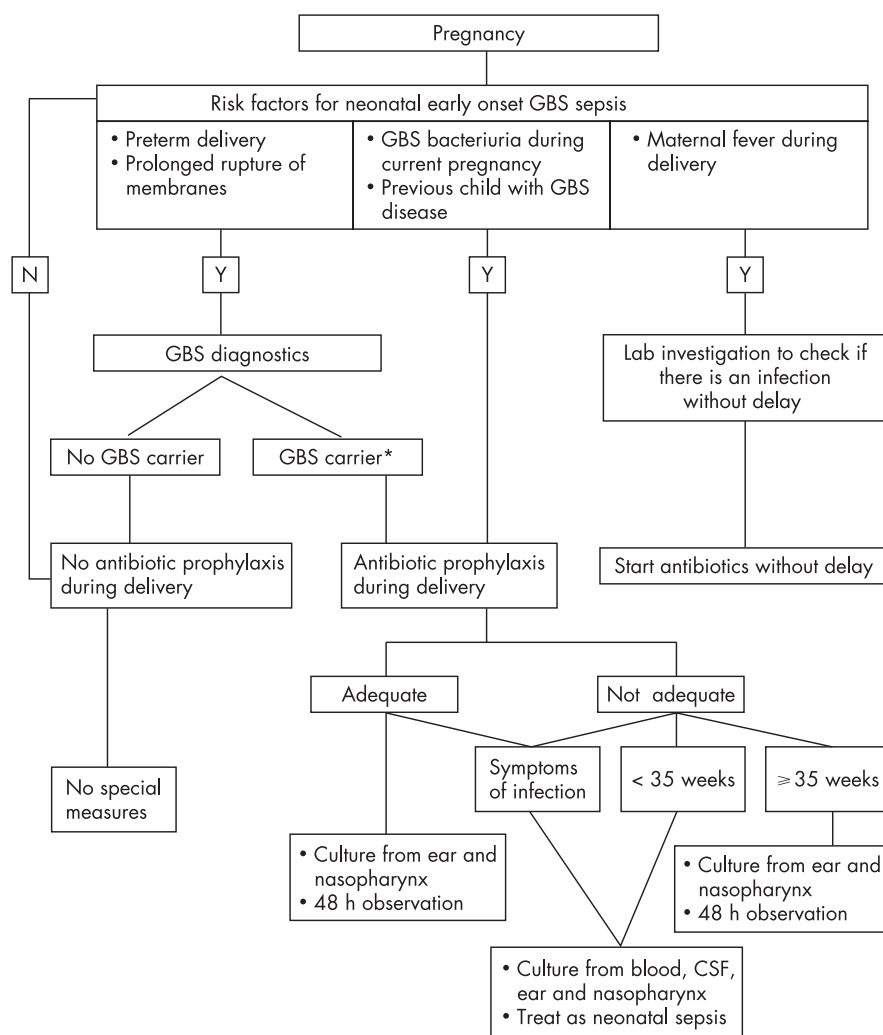 Pregnancy
Risk factors for neonatal early onset GBS sepsis
• Preterm delivery
• Prolonged rupture of
membranes
• GBS bacteriuria during
current pregnancy
• Previous child with GBS
disease
• Maternal fever during
delivery
N
Y
Y
Y
GBS diagnostics
Lab investigation to check if
there is an infection
without delay
No GBS carrier
GBS carrier*
No antibiotic prophylaxis
during delivery
Antibiotic prophylaxis
during delivery
Start antibiotics without delay
Adequate
Not adequate
Symptoms
of infection
< 35 weeks
⩾ 35 weeks
No special
measures
• Culture from ear and
nasopharynx
• 48 h observation
• Culture from ear and
nasopharynx
• 48 h observation
• Culture from blood, CSF,
ear and nasopharynx
• Treat as neonatal sepsis